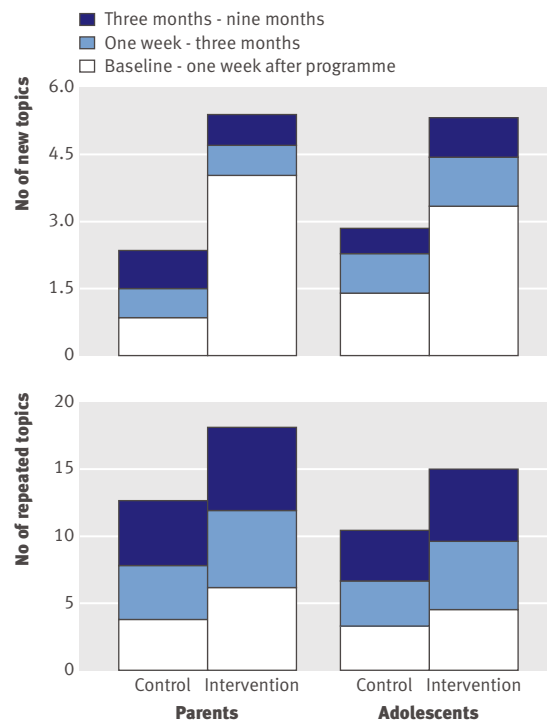 Three months - nine months
One week - three months
Baseline - one week after programme
No of new topics
6.0
4.5
3.0
1.5
0
No of repeated topics
20
15
10
5
0
Control Intervention Control Intervention
Parents Adolescents